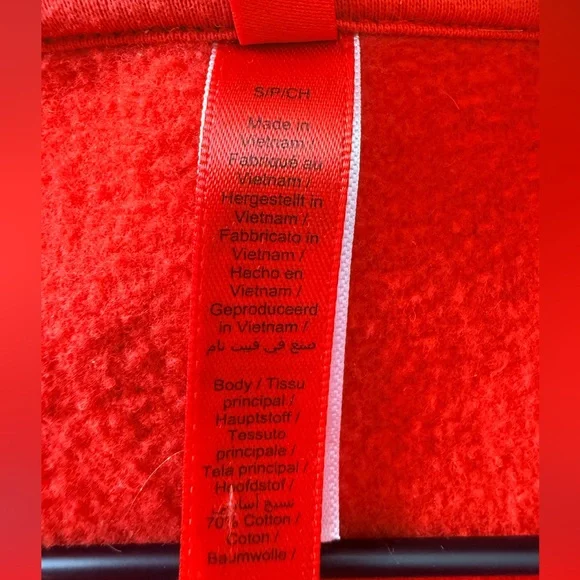 S/P/CH
Made in
Vietnam
Fabriqué au
Vietnam /
Hergestellt in
Vietnam /
Fabbricato in
Vietnam /
Hecho en
Vietnam /
Geproduceerd
in Vietnam /
صنع في فييت نام
Body / Tissu
principal /
Hauptstoff /
Tessuto
principale /
Tela principal /
Hoofdstof /
نسيج أساسي
70% Cotton /
Coton /
Baumwolle /